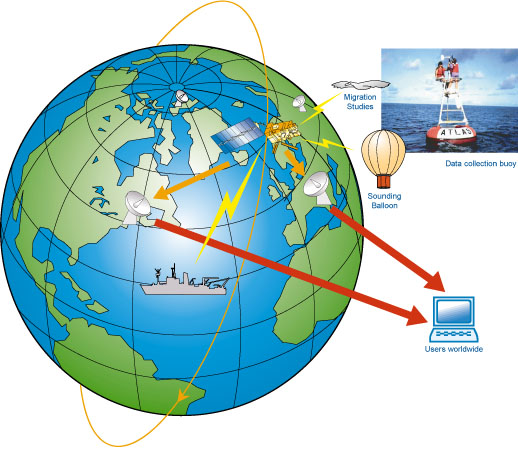 Migration
Studies
ATLAS
Data collection buoy
Sounding
Balloon
Users worldwide